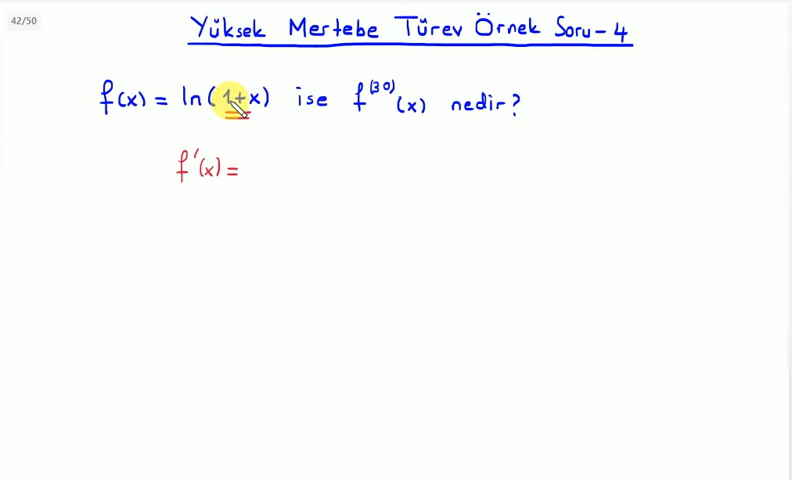 42/50
Yüksek Mertebe Türev Örnek Soru-4
f(x) = ln(1+x) ise f⁽³⁰⁾(x) nedir?
f'(x) =